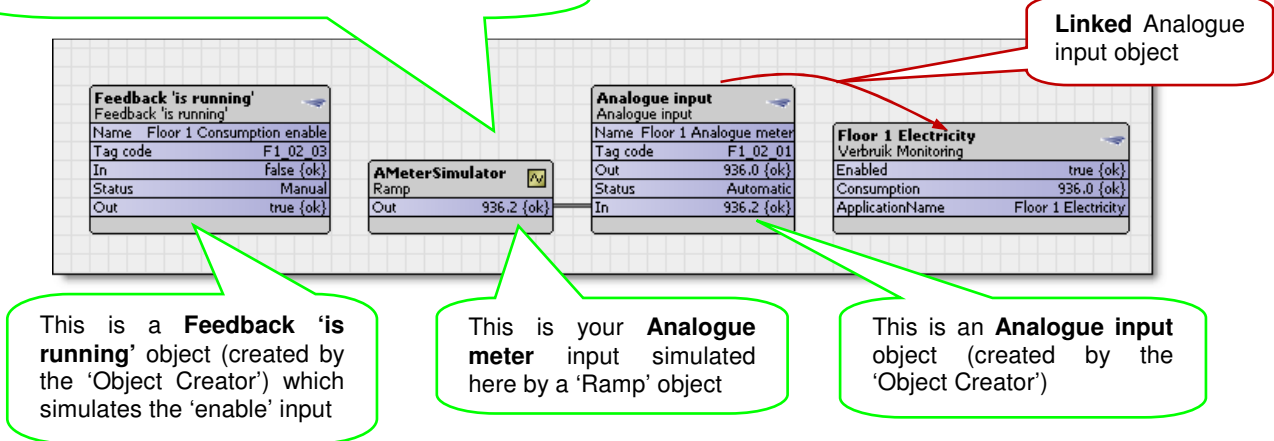 Linked Analogue
input object
Feedback 'is running'
Feedback 'is running'
Name Floor 1 Consumption enable
Tag code F1_02_03
In false {ok}
Status Manual
Out true {ok}
AMeterSimulator
Ramp
Out 936.2 {ok}
Analogue input
Analogue input
Name Floor 1 Analogue meter
Tag code F1_02_01
Out 936.0 {ok}
Status Automatic
In 936.2 {ok}
Floor 1 Electricity
Verbruik Monitoring
Enabled true {ok}
Consumption 936.0 {ok}
ApplicationName Floor 1 Electricity
This is a Feedback ‘is
running’ object (created by
the ‘Object Creator’) which
simulates the ‘enable’ input
This is your Analogue
meter input simulated
here by a ‘Ramp’ object
This is an Analogue input
object (created by the
‘Object Creator’)